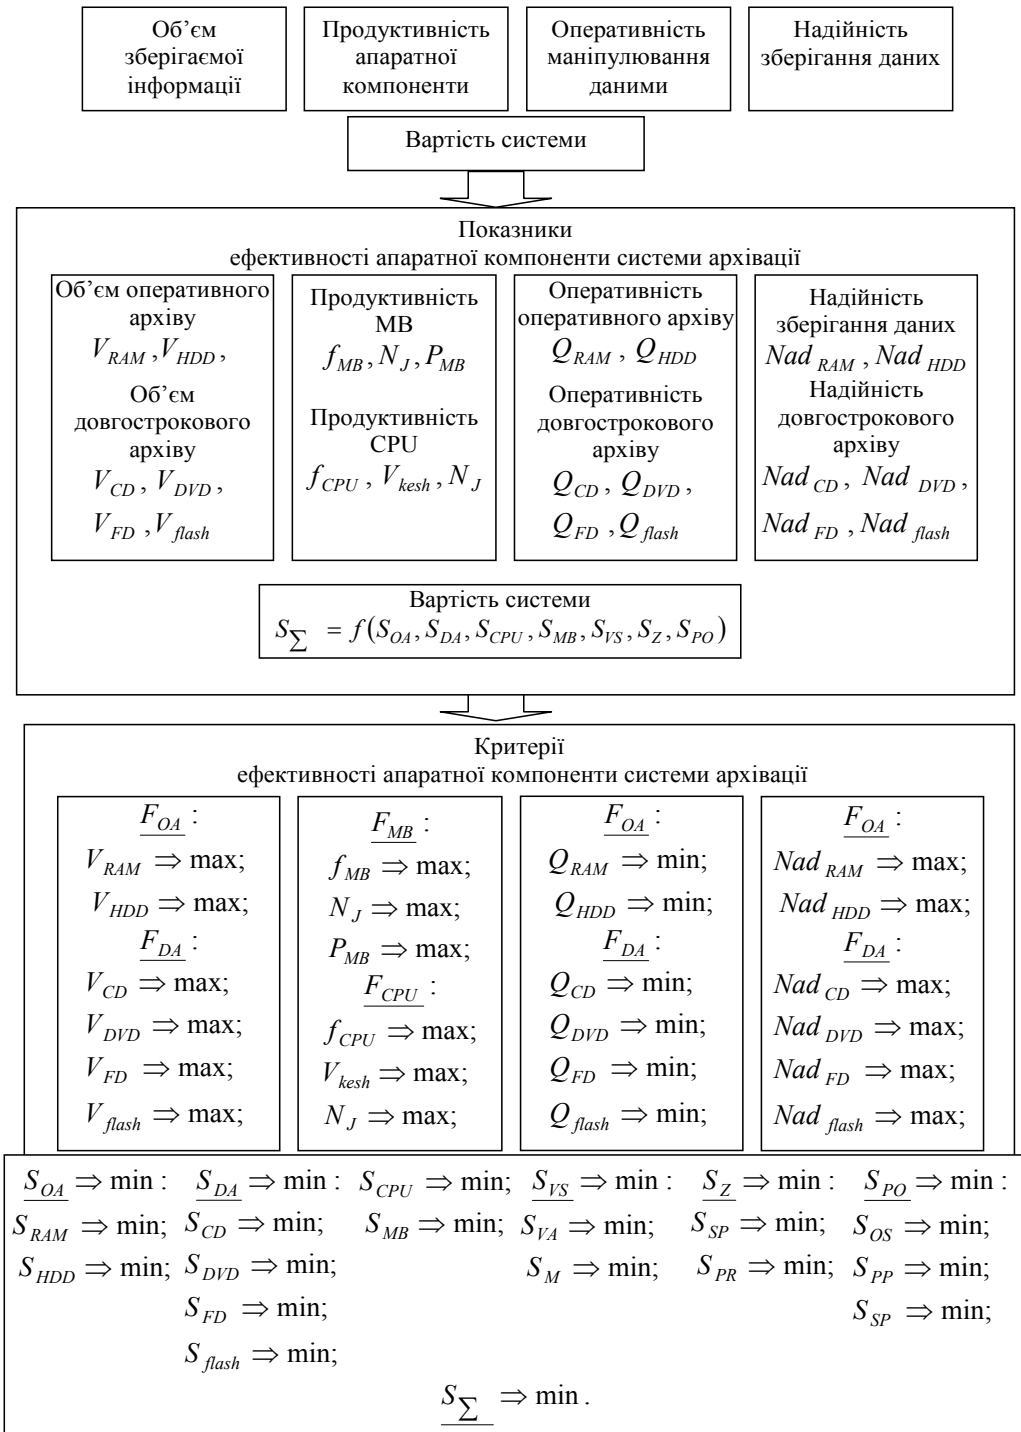 Об’єм
зберігаємої
інформації
Продуктивність
апаратної
компоненти
Оперативність
маніпулювання
даними
Надійність
зберігання даних
Вартість системи
Показники
ефективності апаратної компоненти системи архівації
Об’єм оперативного
архіву
V_RAM , V_HDD ,
Об’єм
довгострокового
архіву
V_CD , V_DVD ,
V_FD , V_flash
Продуктивність
MB
f_MB , N_J , P_MB
Продуктивність
CPU
f_CPU , V_kesh , N_J
Оперативність
оперативного архіву
Q_RAM , Q_HDD
Оперативність
довгострокового
архіву
Q_CD , Q_DVD ,
Q_FD , Q_flash
Надійність
зберігання даних
Nad_RAM , Nad_HDD
Надійність
довгострокового
архіву
Nad_CD , Nad_DVD ,
Nad_FD , Nad_flash
Вартість системи
S_∑ = f(S_OA , S_DA , S_CPU , S_MB , S_VS , S_Z , S_PO)
Критерії
ефективності апаратної компоненти системи архівації
F_OA :
V_RAM ⇒ max;
V_HDD ⇒ max;
F_DA :
V_CD ⇒ max;
V_DVD ⇒ max;
V_FD ⇒ max;
V_flash ⇒ max;
F_MB :
f_MB ⇒ max;
N_J ⇒ max;
P_MB ⇒ max;
F_CPU :
f_CPU ⇒ max;
V_kesh ⇒ max;
N_J ⇒ max;
F_OA :
Q_RAM ⇒ min;
Q_HDD ⇒ min;
F_DA :
Q_CD ⇒ min;
Q_DVD ⇒ min;
Q_FD ⇒ min;
Q_flash ⇒ min;
F_OA :
Nad_RAM ⇒ max;
Nad_HDD ⇒ max;
F_DA :
Nad_CD ⇒ max;
Nad_DVD ⇒ max;
Nad_FD ⇒ max;
Nad_flash ⇒ max;
S_OA ⇒ min :
S_RAM ⇒ min;
S_HDD ⇒ min;
S_DA ⇒ min :
S_CD ⇒ min;
S_DVD ⇒ min;
S_FD ⇒ min;
S_flash ⇒ min;
S_CPU ⇒ min;
S_MB ⇒ min;
S_VS ⇒ min :
S_VA ⇒ min;
S_M ⇒ min;
S_Z ⇒ min :
S_SP ⇒ min;
S_PR ⇒ min;
S_PO ⇒ min :
S_OS ⇒ min;
S_PP ⇒ min;
S_SP ⇒ min;
S_∑ ⇒ min .